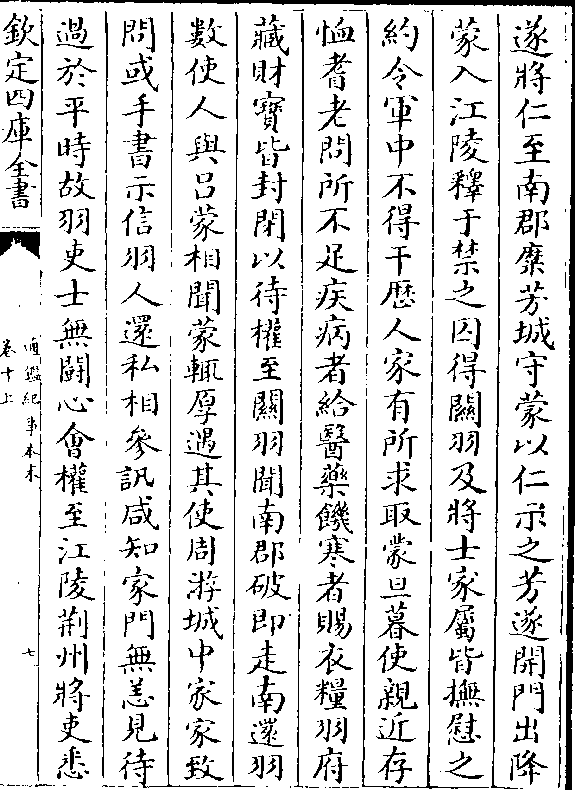 遂將仁至南郡糜芳城守蒙以仁示之芳遂開門出降
蒙入江陵釋于禁之囚得關羽及將士家屬皆撫慰之
約令軍中不得干歷人家有所求取蒙旦暮使親近存
恤耆老問所不足疾病者給醫藥饑寒者賜衣糧羽府
藏財寳皆封閉以待權至關羽聞南郡破即走南還羽
數使人與呂蒙相聞蒙輒厚遇其使周游城中家家致
問或手書示信羽人還私相參訊咸知家門無恙見待
過於平時故羽吏士無鬬心會權至江陵荆州將吏悉
欽定四庫全書
通鑑紀事本末
卷十上
七